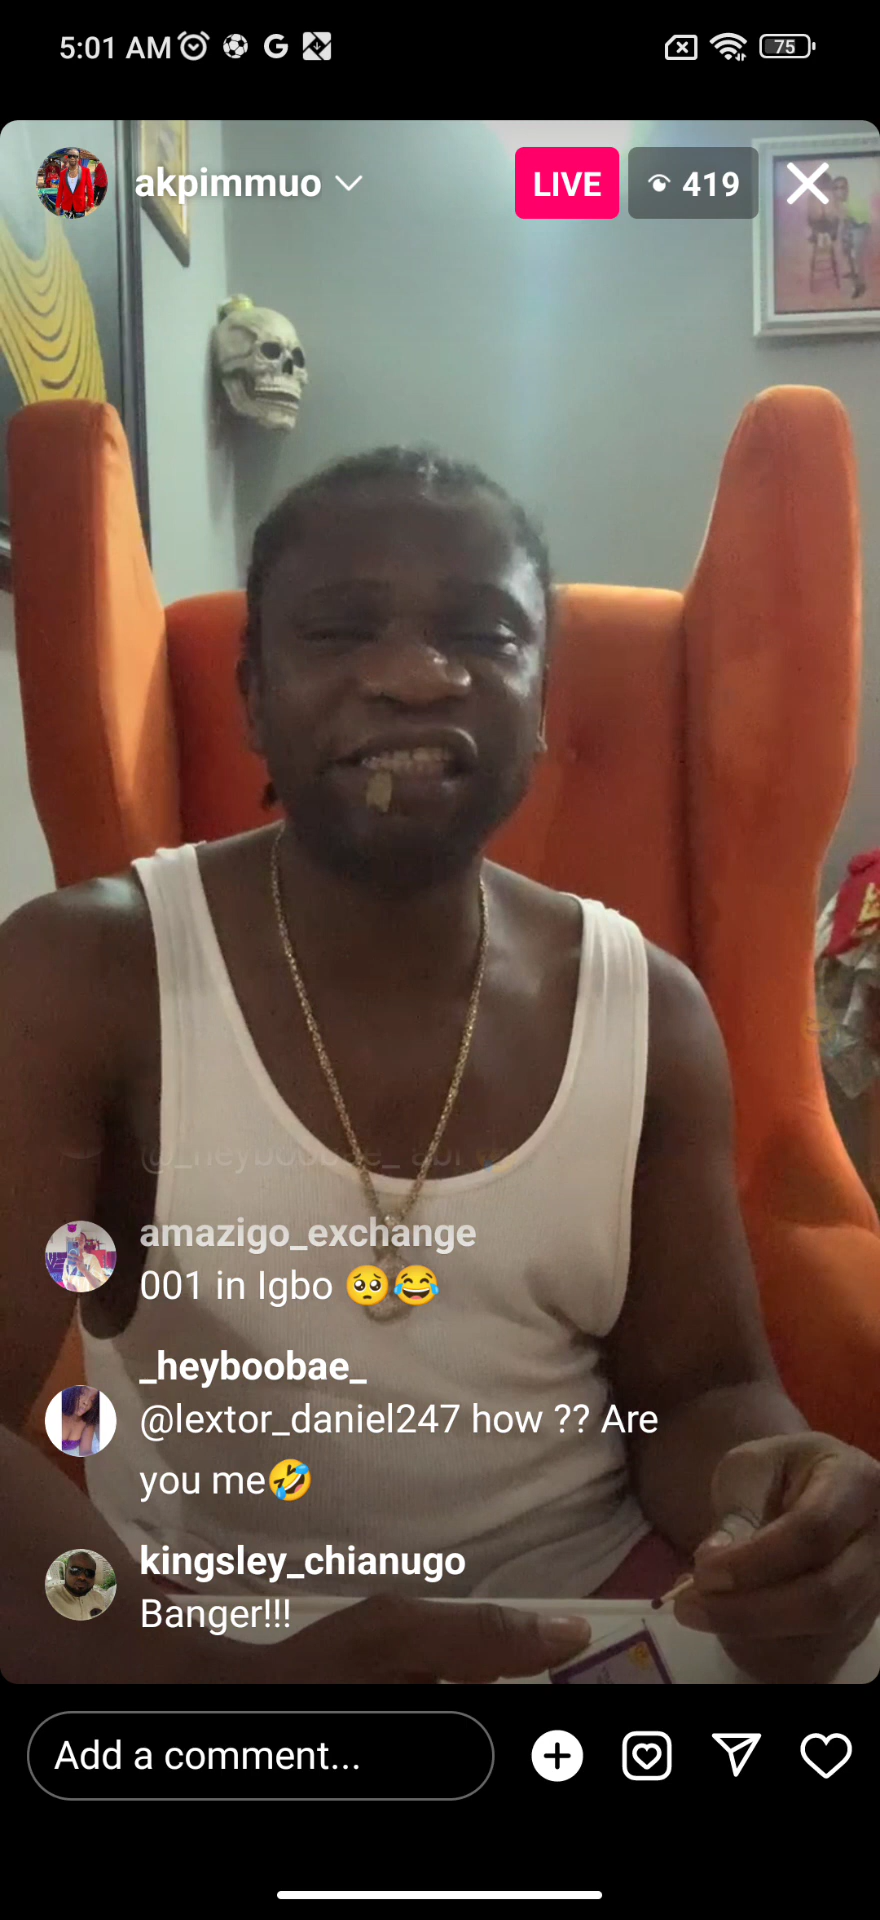 5:01 AM
75
akpimmuo
LIVE
419
amazigo_exchange
001 in Igbo 🥺😂
_heyboobae_
@lextor_daniel247 how ?? Are
you me🤣
kingsley_chianugo
Banger!!!
Add a comment...